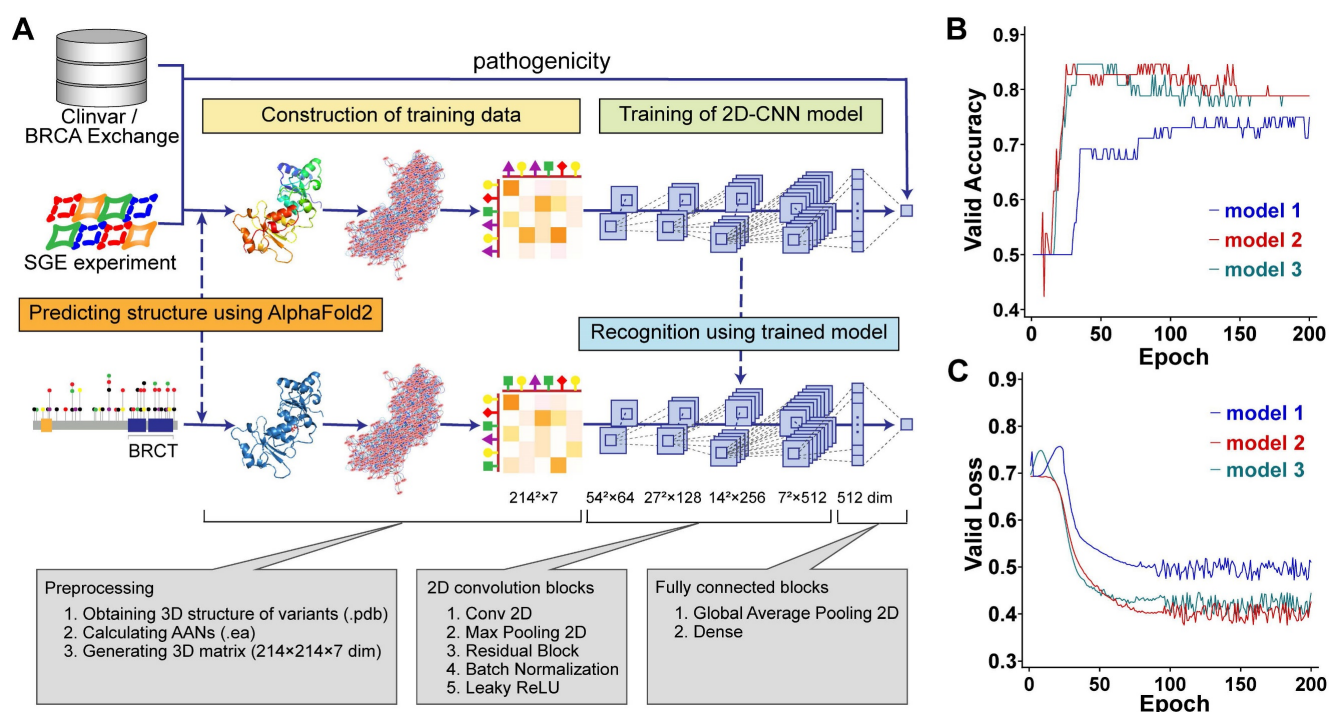 A
Clinvar /
BRCA Exchange
pathogenicity
Construction of training data
Training of 2D-CNN model
SGE experiment
Predicting structure using AlphaFold2
Recognition using trained model
BRCT
214²×7
54²×64
27²×128
14²×256
7²×512
512 dim
Preprocessing
1. Obtaining 3D structure of variants (.pdb)
2. Calculating AANs (.ea)
3. Generating 3D matrix (214×214×7 dim)
2D convolution blocks
1. Conv 2D
2. Max Pooling 2D
3. Residual Block
4. Batch Normalization
5. Leaky ReLU
Fully connected blocks
1. Global Average Pooling 2D
2. Dense
B
Valid Accuracy
0.9
0.8
0.7
0.6
0.5
0.4
model 1
model 2
model 3
0
50
100
150
200
Epoch
C
Valid Loss
0.9
0.8
0.7
0.6
0.5
0.4
0.3
model 1
model 2
model 3
0
50
100
150
200
Epoch